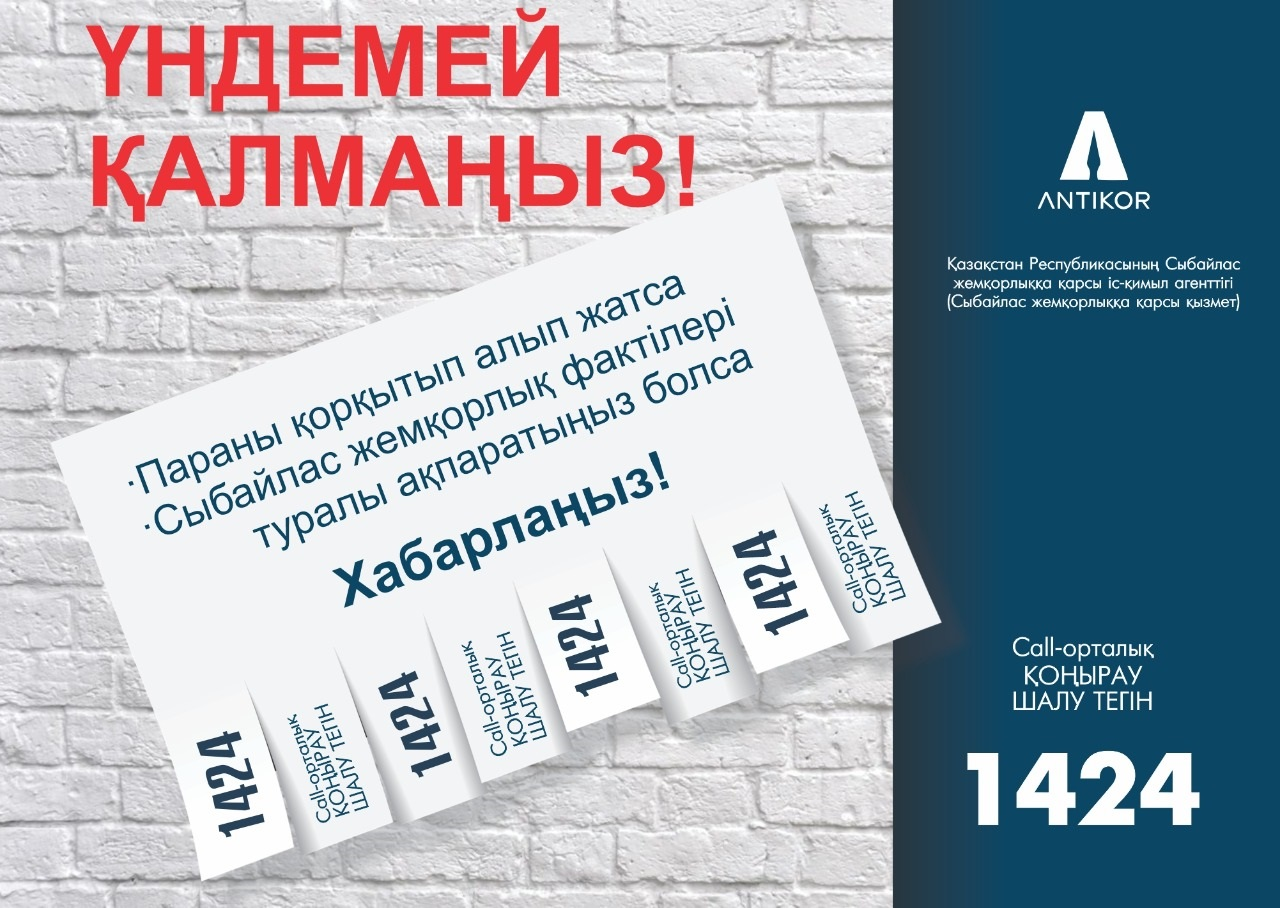 ҮНДЕМЕЙ
ҚАЛМАҢЫЗ!
·Параны қорқытып алып жатса
·Сыбайлас жемқорлық фактілері
туралы ақпаратыңыз болса
Хабарлаңыз!
1424
Call-орталық
ҚОҢЫРАУ
ШАЛУ ТЕГІН
1424
Call-орталық
ҚОҢЫРАУ
ШАЛУ ТЕГІН
1424
Call-орталық
ҚОҢЫРАУ
ШАЛУ ТЕГІН
1424
Call-орталық
ҚОҢЫРАУ
ШАЛУ ТЕГІН
ANTIKOR
Қазақстан Республикасының Сыбайлас
жемқорлыққа қарсы іс-қимыл агенттігі
(Сыбайлас жемқорлыққа қарсы қызмет)
Call-орталық
ҚОҢЫРАУ
ШАЛУ ТЕГІН
1424